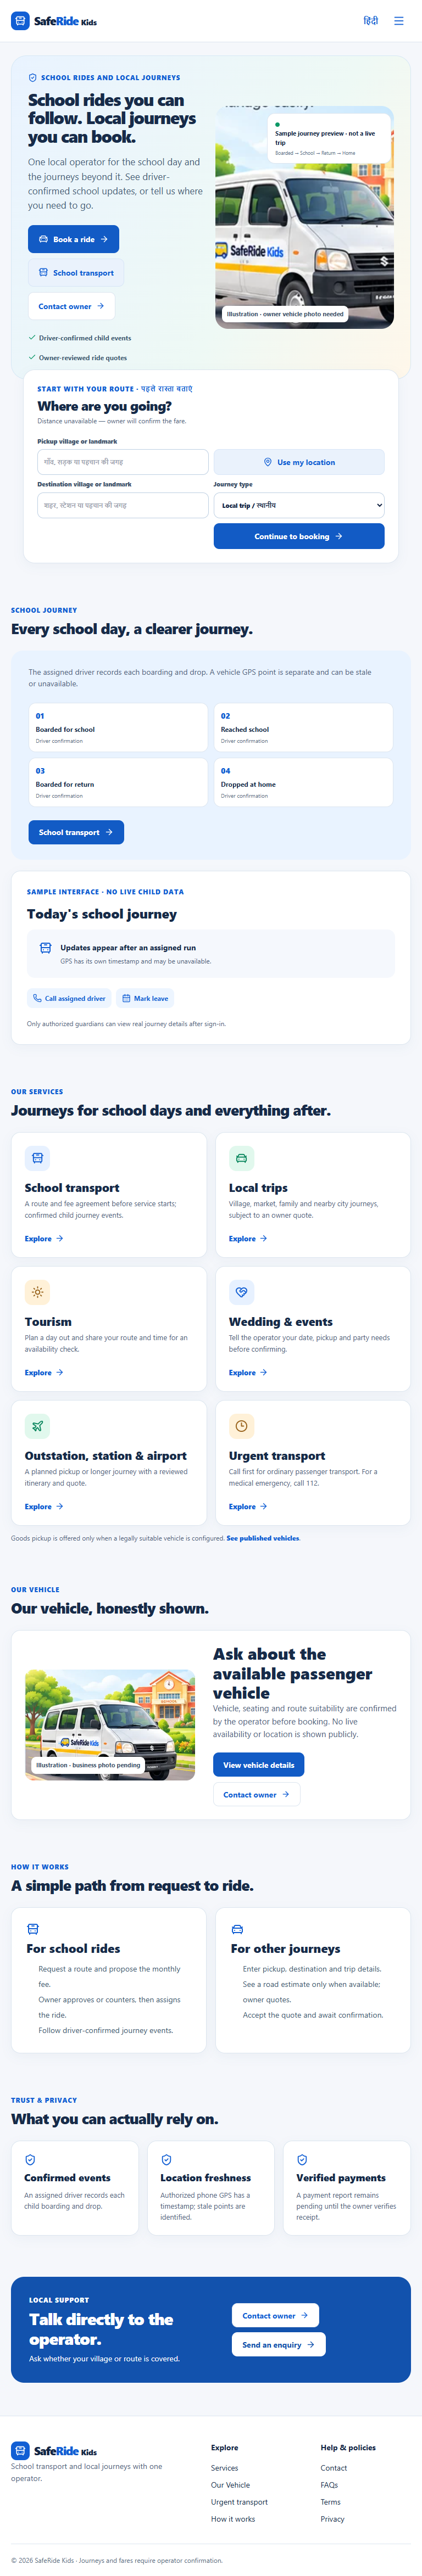 SafeRide Kids
हिंदी
SCHOOL RIDES AND LOCAL JOURNEYS
School rides you can
follow. Local journeys
you can book.
One local operator for the school day and
the journeys beyond it. See driver-
confirmed school updates, or tell us where
you need to go.
Book a ride
School transport
Contact owner
Driver-confirmed child events
Owner-reviewed ride quotes
Sample journey preview · not a live
trip
Boarded → School → Return → Home
SafeRide Kids
Illustration · owner vehicle photo needed
START WITH YOUR ROUTE · पहले रास्ता बताएं
Where are you going?
Distance unavailable — owner will confirm the fare.
Pickup village or landmark
गाँव, सड़क या पहचान की जगह
Use my location
Destination village or landmark
Journey type
शहर, स्टेशन या पहचान की जगह
Local trip / स्थानीय
Continue to booking
SCHOOL JOURNEY
Every school day, a clearer journey.
The assigned driver records each boarding and drop. A vehicle GPS point is separate and can be stale
or unavailable.
01
Boarded for school
Driver confirmation
02
Reached school
Driver confirmation
03
Boarded for return
Driver confirmation
04
Dropped at home
Driver confirmation
School transport
SAMPLE INTERFACE · NO LIVE CHILD DATA
Today's school journey
Updates appear after an assigned run
GPS has its own timestamp and may be unavailable.
Call assigned driver
Mark leave
Only authorized guardians can view real journey details after sign-in.
OUR SERVICES
Journeys for school days and everything after.
School transport
A route and fee agreement before service starts;
confirmed child journey events.
Explore
Local trips
Village, market, family and nearby city journeys,
subject to an owner quote.
Explore
Tourism
Plan a day out and share your route and time for an
availability check.
Explore
Wedding & events
Tell the operator your date, pickup and party needs
before confirming.
Explore
Outstation, station & airport
A planned pickup or longer journey with a reviewed
itinerary and quote.
Explore
Urgent transport
Call first for ordinary passenger transport. For a
medical emergency, call 112.
Explore
Goods pickup is offered only when a legally suitable vehicle is configured. See published vehicles.
OUR VEHICLE
Our vehicle, honestly shown.
SafeRide Kids
Illustration · business photo pending
Ask about the
available passenger
vehicle
Vehicle, seating and route suitability are confirmed
by the operator before booking. No live
availability or location is shown publicly.
View vehicle details
Contact owner
HOW IT WORKS
A simple path from request to ride.
For school rides
Request a route and propose the monthly
fee.
Owner approves or counters, then assigns
the ride.
Follow driver-confirmed journey events.
For other journeys
Enter pickup, destination and trip details.
See a road estimate only when available;
owner quotes.
Accept the quote and await confirmation.
TRUST & PRIVACY
What you can actually rely on.
Confirmed events
An assigned driver records each
child boarding and drop.
Location freshness
Authorized phone GPS has a
timestamp; stale points are
identified.
Verified payments
A payment report remains
pending until the owner verifies
receipt.
LOCAL SUPPORT
Talk directly to the
operator.
Ask whether your village or route is covered.
Contact owner
Send an enquiry
SafeRide Kids
School transport and local journeys with one
operator.
Explore
Services
Our Vehicle
Urgent transport
How it works
Help & policies
Contact
FAQs
Terms
Privacy
© 2026 SafeRide Kids · Journeys and fares require operator confirmation.